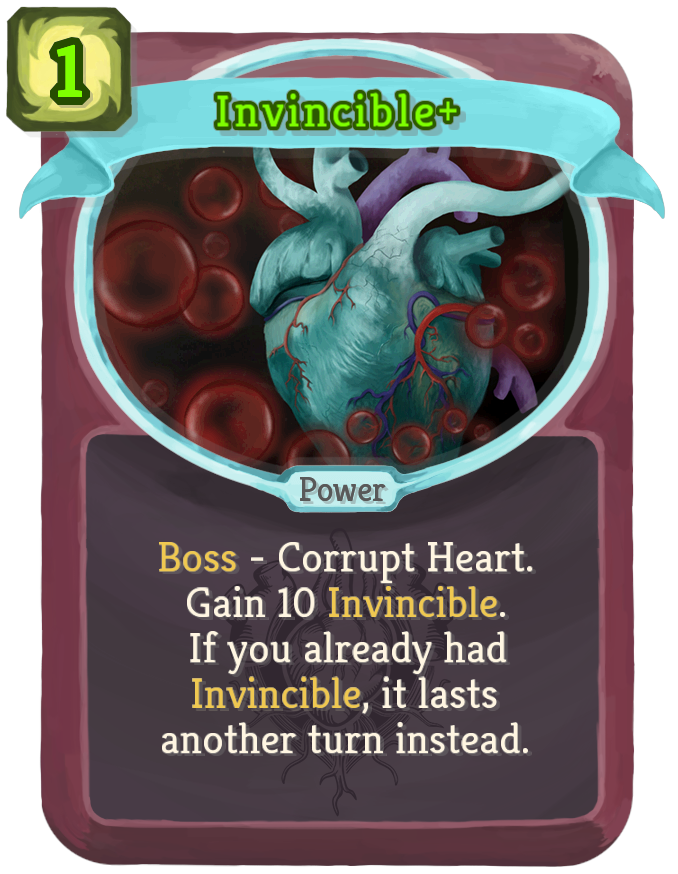 1
Invincible+
Power
Boss - Corrupt Heart.
Gain 10 Invincible.
If you already had
Invincible, it lasts
another turn instead.